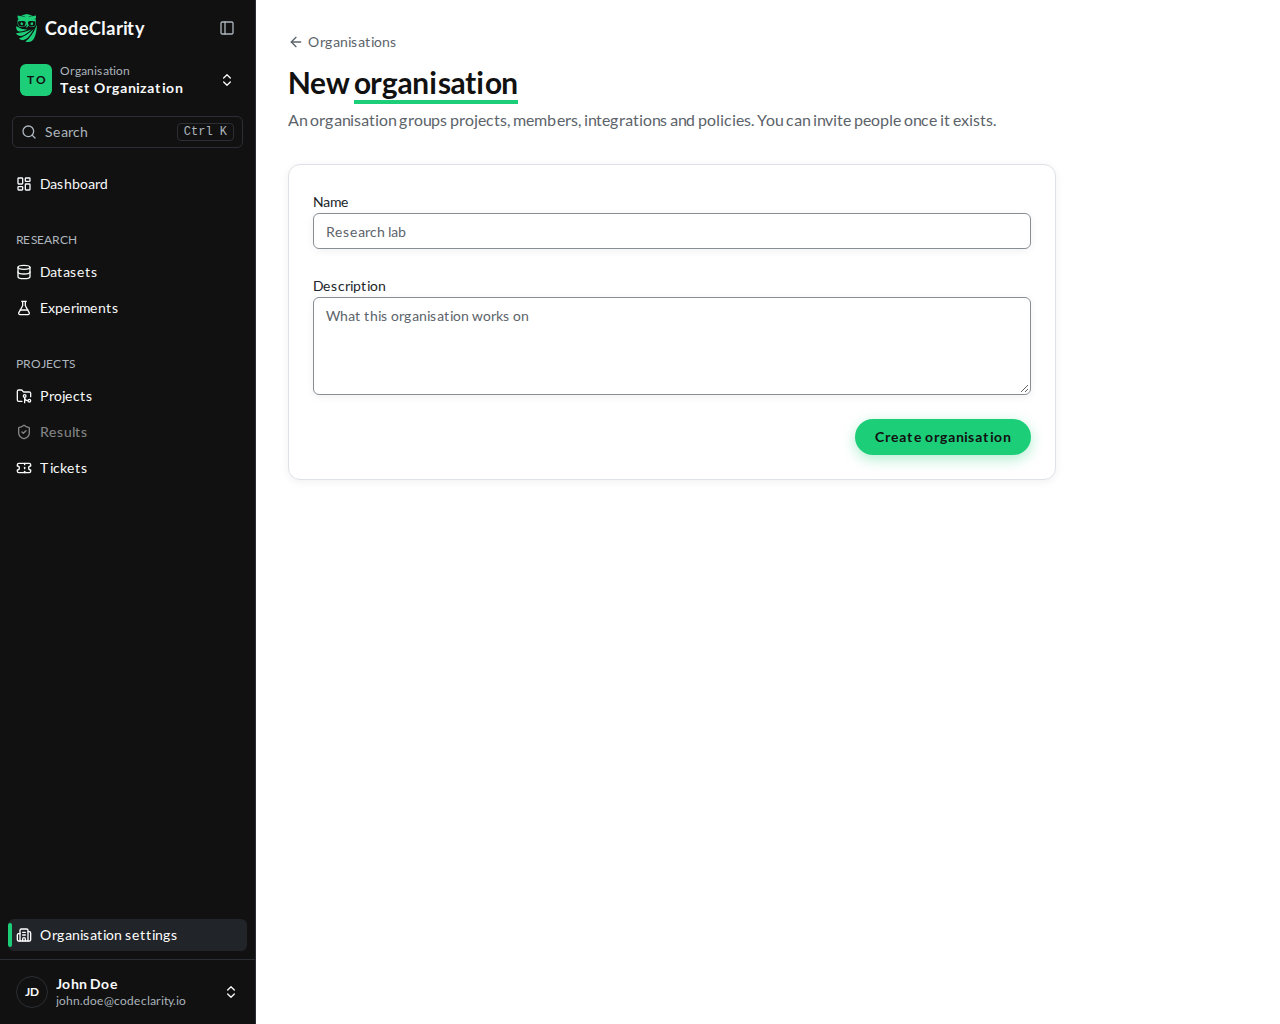 CodeClarity
TO
Organisation
Test Organization
Search
Ctrl K
Dashboard
RESEARCH
Datasets
Experiments
PROJECTS
Projects
Results
Tickets
Organisation settings
JD
John Doe
john.doe@codeclarity.io
Organisations
New organisation
An organisation groups projects, members, integrations and policies. You can invite people once it exists.
Name
Research lab
Description
What this organisation works on
Create organisation